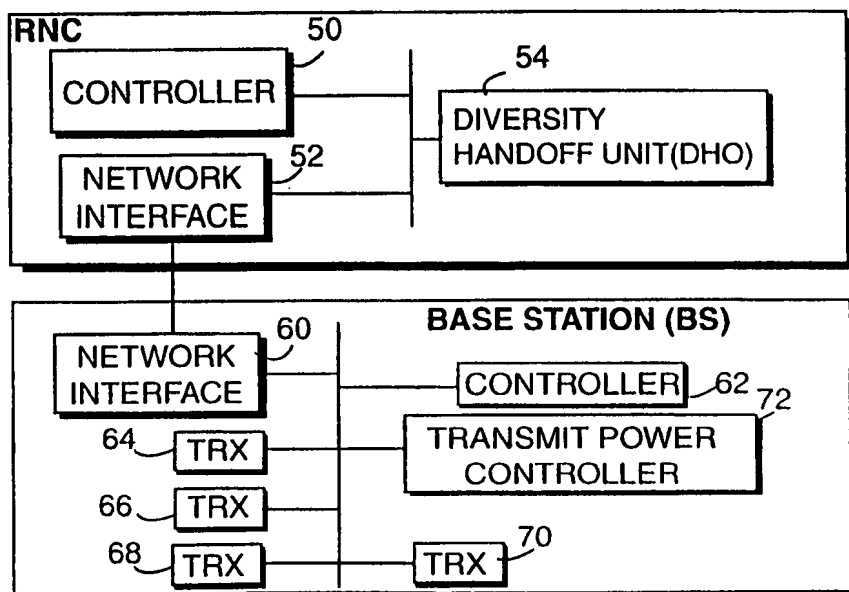 RNC
50
CONTROLLER
54
DIVERSITY
HANDOFF UNIT(DHO)
52
NETWORK
INTERFACE
BASE STATION (BS)
60
NETWORK
INTERFACE
CONTROLLER
62
72
64
TRX
TRANSMIT POWER
CONTROLLER
66
TRX
68
TRX
TRX
70